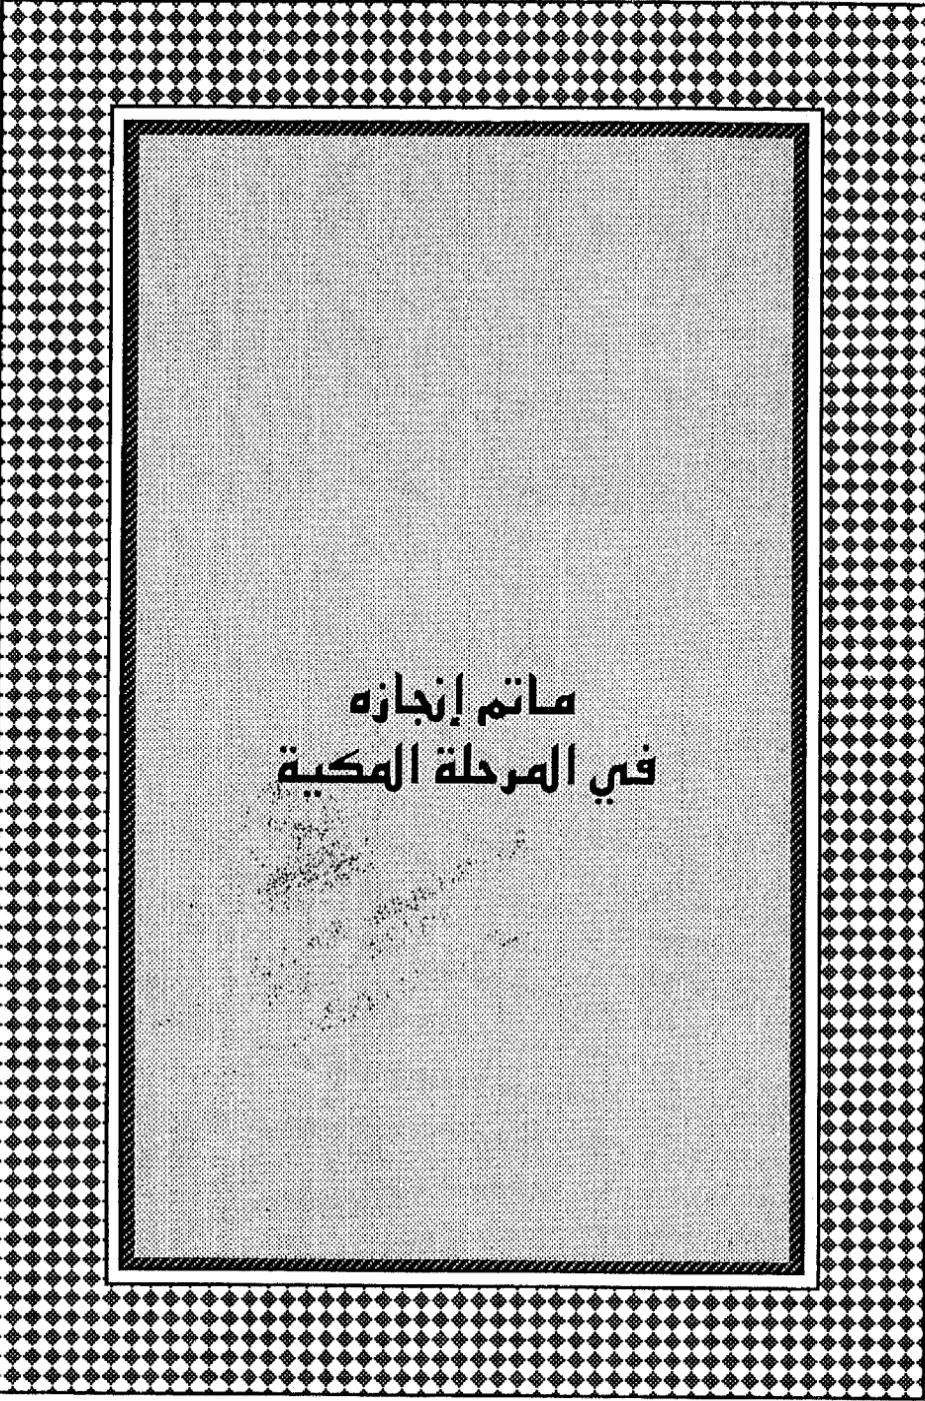 ماتم إنجازه
في المرحلة المكية